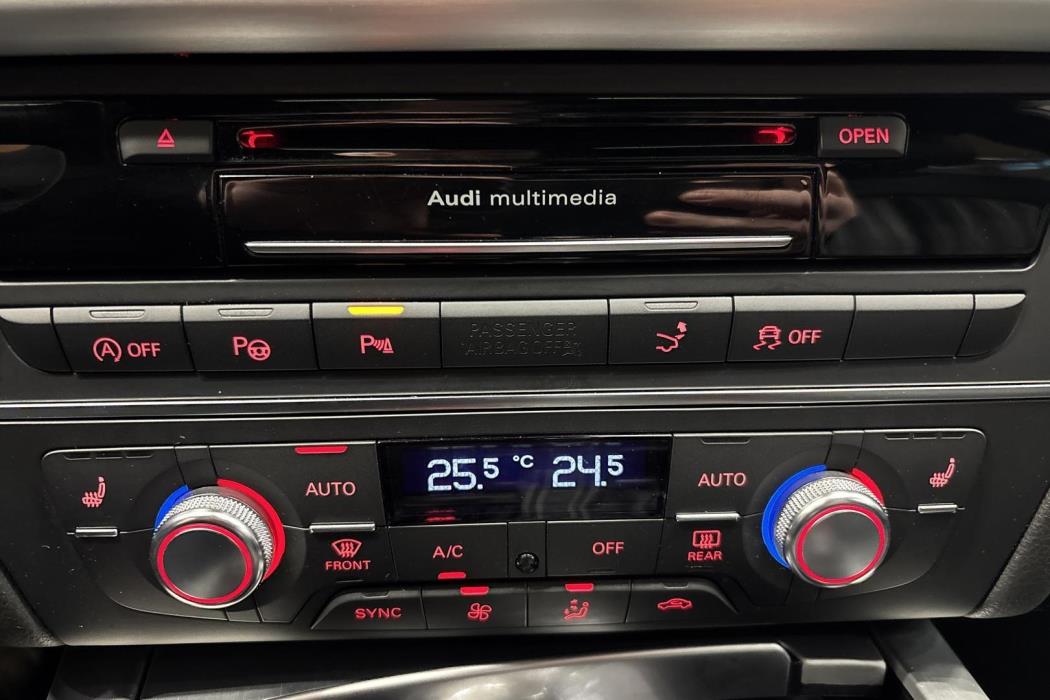 OPEN
Audi multimedia
OFF
P
P
PASSENGER
AIRBAG OFF
OFF
25.5 °C 24.5
AUTO
AUTO
A/C
OFF
FRONT
REAR
SYNC